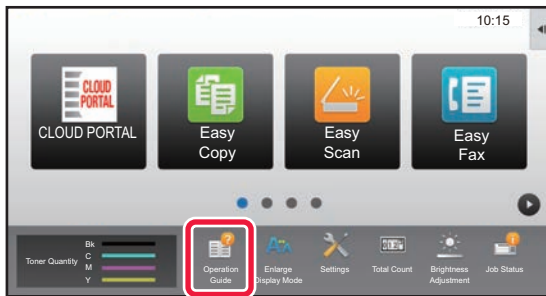 10:15
CLOUD
PORTAL
CLOUD PORTAL
Easy
Copy
Easy
Scan
Easy
Fax
Toner Quantity
Bk
C
M
Y
Operation
Guide
Enlarge
Display Mode
Settings
Total Count
Brightness
Adjustment
Job Status